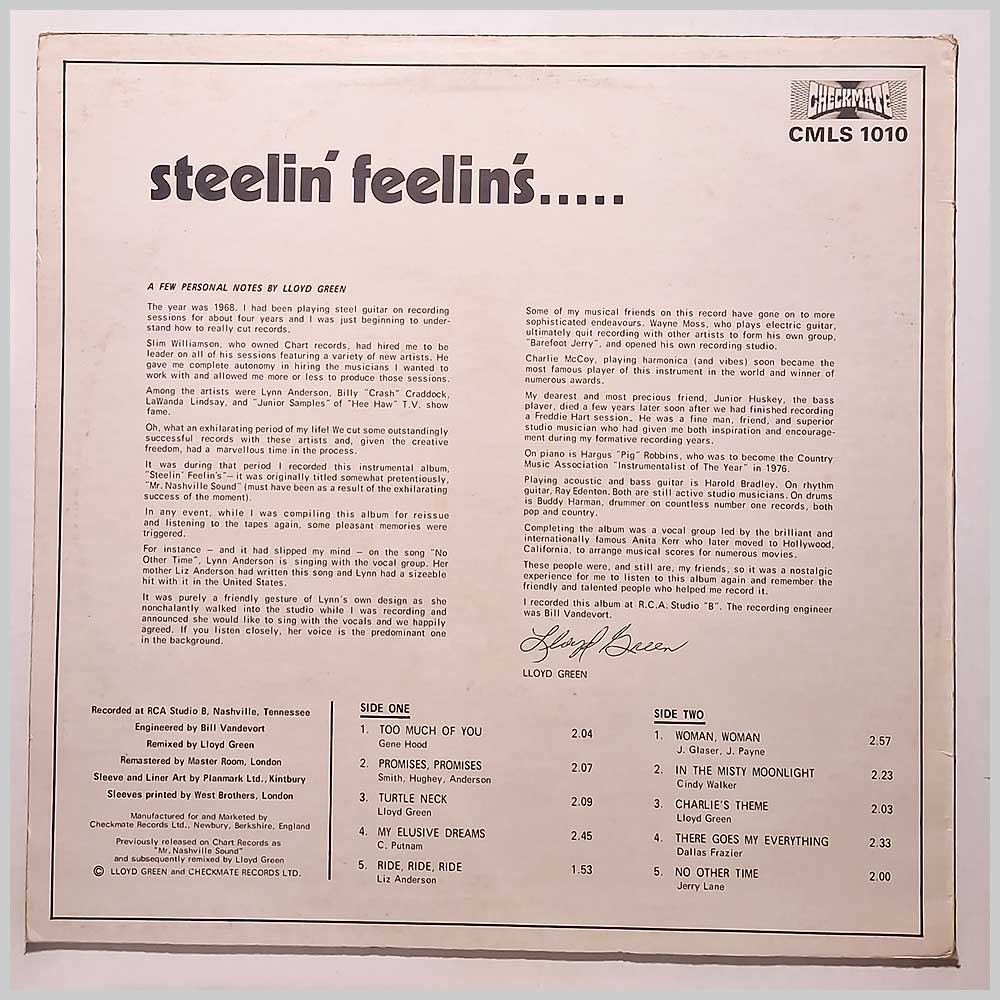 CHECKMATE
CMLS 1010
steelin' feelin's.....
A FEW PERSONAL NOTES BY LLOYD GREEN
The year was 1968. I had been playing steel guitar on recording
sessions for about four years and I was just beginning to under-
stand how to really cut records.
Slim Williamson, who owned Chart records, had hired me to be
leader on all of his sessions featuring a variety of new artists. He
gave me complete autonomy in hiring the musicians I wanted to
work with and allowed me more or less to produce those sessions.
Among the artists were Lynn Anderson, Billy "Crash" Craddock,
LaWanda Lindsay, and "Junior Samples" of "Hee Haw" T.V. show
fame.
Oh, what an exhilarating period of my life! We cut some outstandingly
successful records with these artists and, given the creative
freedom, had a marvellous time in the process.
It was during that period I recorded this instrumental album,
"Steelin' Feelin's"— it was originally titled somewhat pretentiously,
"Mr. Nashville Sound" (must have been as a result of the exhilarating
success of the moment).
In any event, while I was compiling this album for reissue
and listening to the tapes again, some pleasant memories were
triggered.
For instance — and it had slipped my mind — on the song "No
Other Time", Lynn Anderson is singing with the vocal group. Her
mother Liz Anderson had written this song and Lynn had a sizeable
hit with it in the United States.
It was purely a friendly gesture of Lynn's own design as she
nonchalantly walked into the studio while I was recording and
announced she would like to sing with the vocals and we happily
agreed. If you listen closely, her voice is the predominant one
in the background.
Some of my musical friends on this record have gone on to more
sophisticated endeavours. Wayne Moss, who plays electric guitar,
ultimately quit recording with other artists to form his own group,
"Barefoot Jerry", and opened his own recording studio.
Charlie McCoy, playing harmonica (and vibes) soon became the
most famous player of this instrument in the world and winner of
numerous awards.
My dearest and most precious friend, Junior Huskey, the bass
player, died a few years later soon after we had finished recording
a Freddie Hart session. He was a fine man, friend, and superior
studio musician who had given me both inspiration and encourage-
ment during my formative recording years.
On piano is Hargus "Pig" Robbins, who was to become the Country
Music Association "Instrumentalist of The Year" in 1976.
Playing acoustic and bass guitar is Harold Bradley. On rhythm
guitar, Ray Edenton. Both are still active studio musicians. On drums
is Buddy Harman, drummer on countless number one records, both
pop and country.
Completing the album was a vocal group led by the brilliant and
internationally famous Anita Kerr who later moved to Hollywood,
California, to arrange musical scores for numerous movies.
These people were, and still are, my friends, so it was a nostalgic
experience for me to listen to this album again and remember the
friendly and talented people who helped me record it.
I recorded this album at R.C.A. Studio "B". The recording engineer
was Bill Vandevort.
Lloyd Green
LLOYD GREEN
Recorded at RCA Studio B, Nashville, Tennessee
Engineered by Bill Vandevort
Remixed by Lloyd Green
Remastered by Master Room, London
Sleeve and Liner Art by Planmark Ltd., Kintbury
Sleeves printed by West Brothers, London
Manufactured for and Marketed by
Checkmate Records Ltd., Newbury, Berkshire, England
Previously released on Chart Records as
"Mr. Nashville Sound"
and subsequently remixed by Lloyd Green
© LLOYD GREEN and CHECKMATE RECORDS LTD.
SIDE ONE
1. TOO MUCH OF YOU 2.04
Gene Hood
2. PROMISES, PROMISES 2.07
Smith, Hughey, Anderson
3. TURTLE NECK 2.09
Lloyd Green
4. MY ELUSIVE DREAMS 2.45
C. Putnam
5. RIDE, RIDE, RIDE 1.53
Liz Anderson
SIDE TWO
1. WOMAN, WOMAN 2.57
J. Glaser, J. Payne
2. IN THE MISTY MOONLIGHT 2.23
Cindy Walker
3. CHARLIE'S THEME 2.03
Lloyd Green
4. THERE GOES MY EVERYTHING 2.33
Dallas Frazier
5. NO OTHER TIME 2.00
Jerry Lane